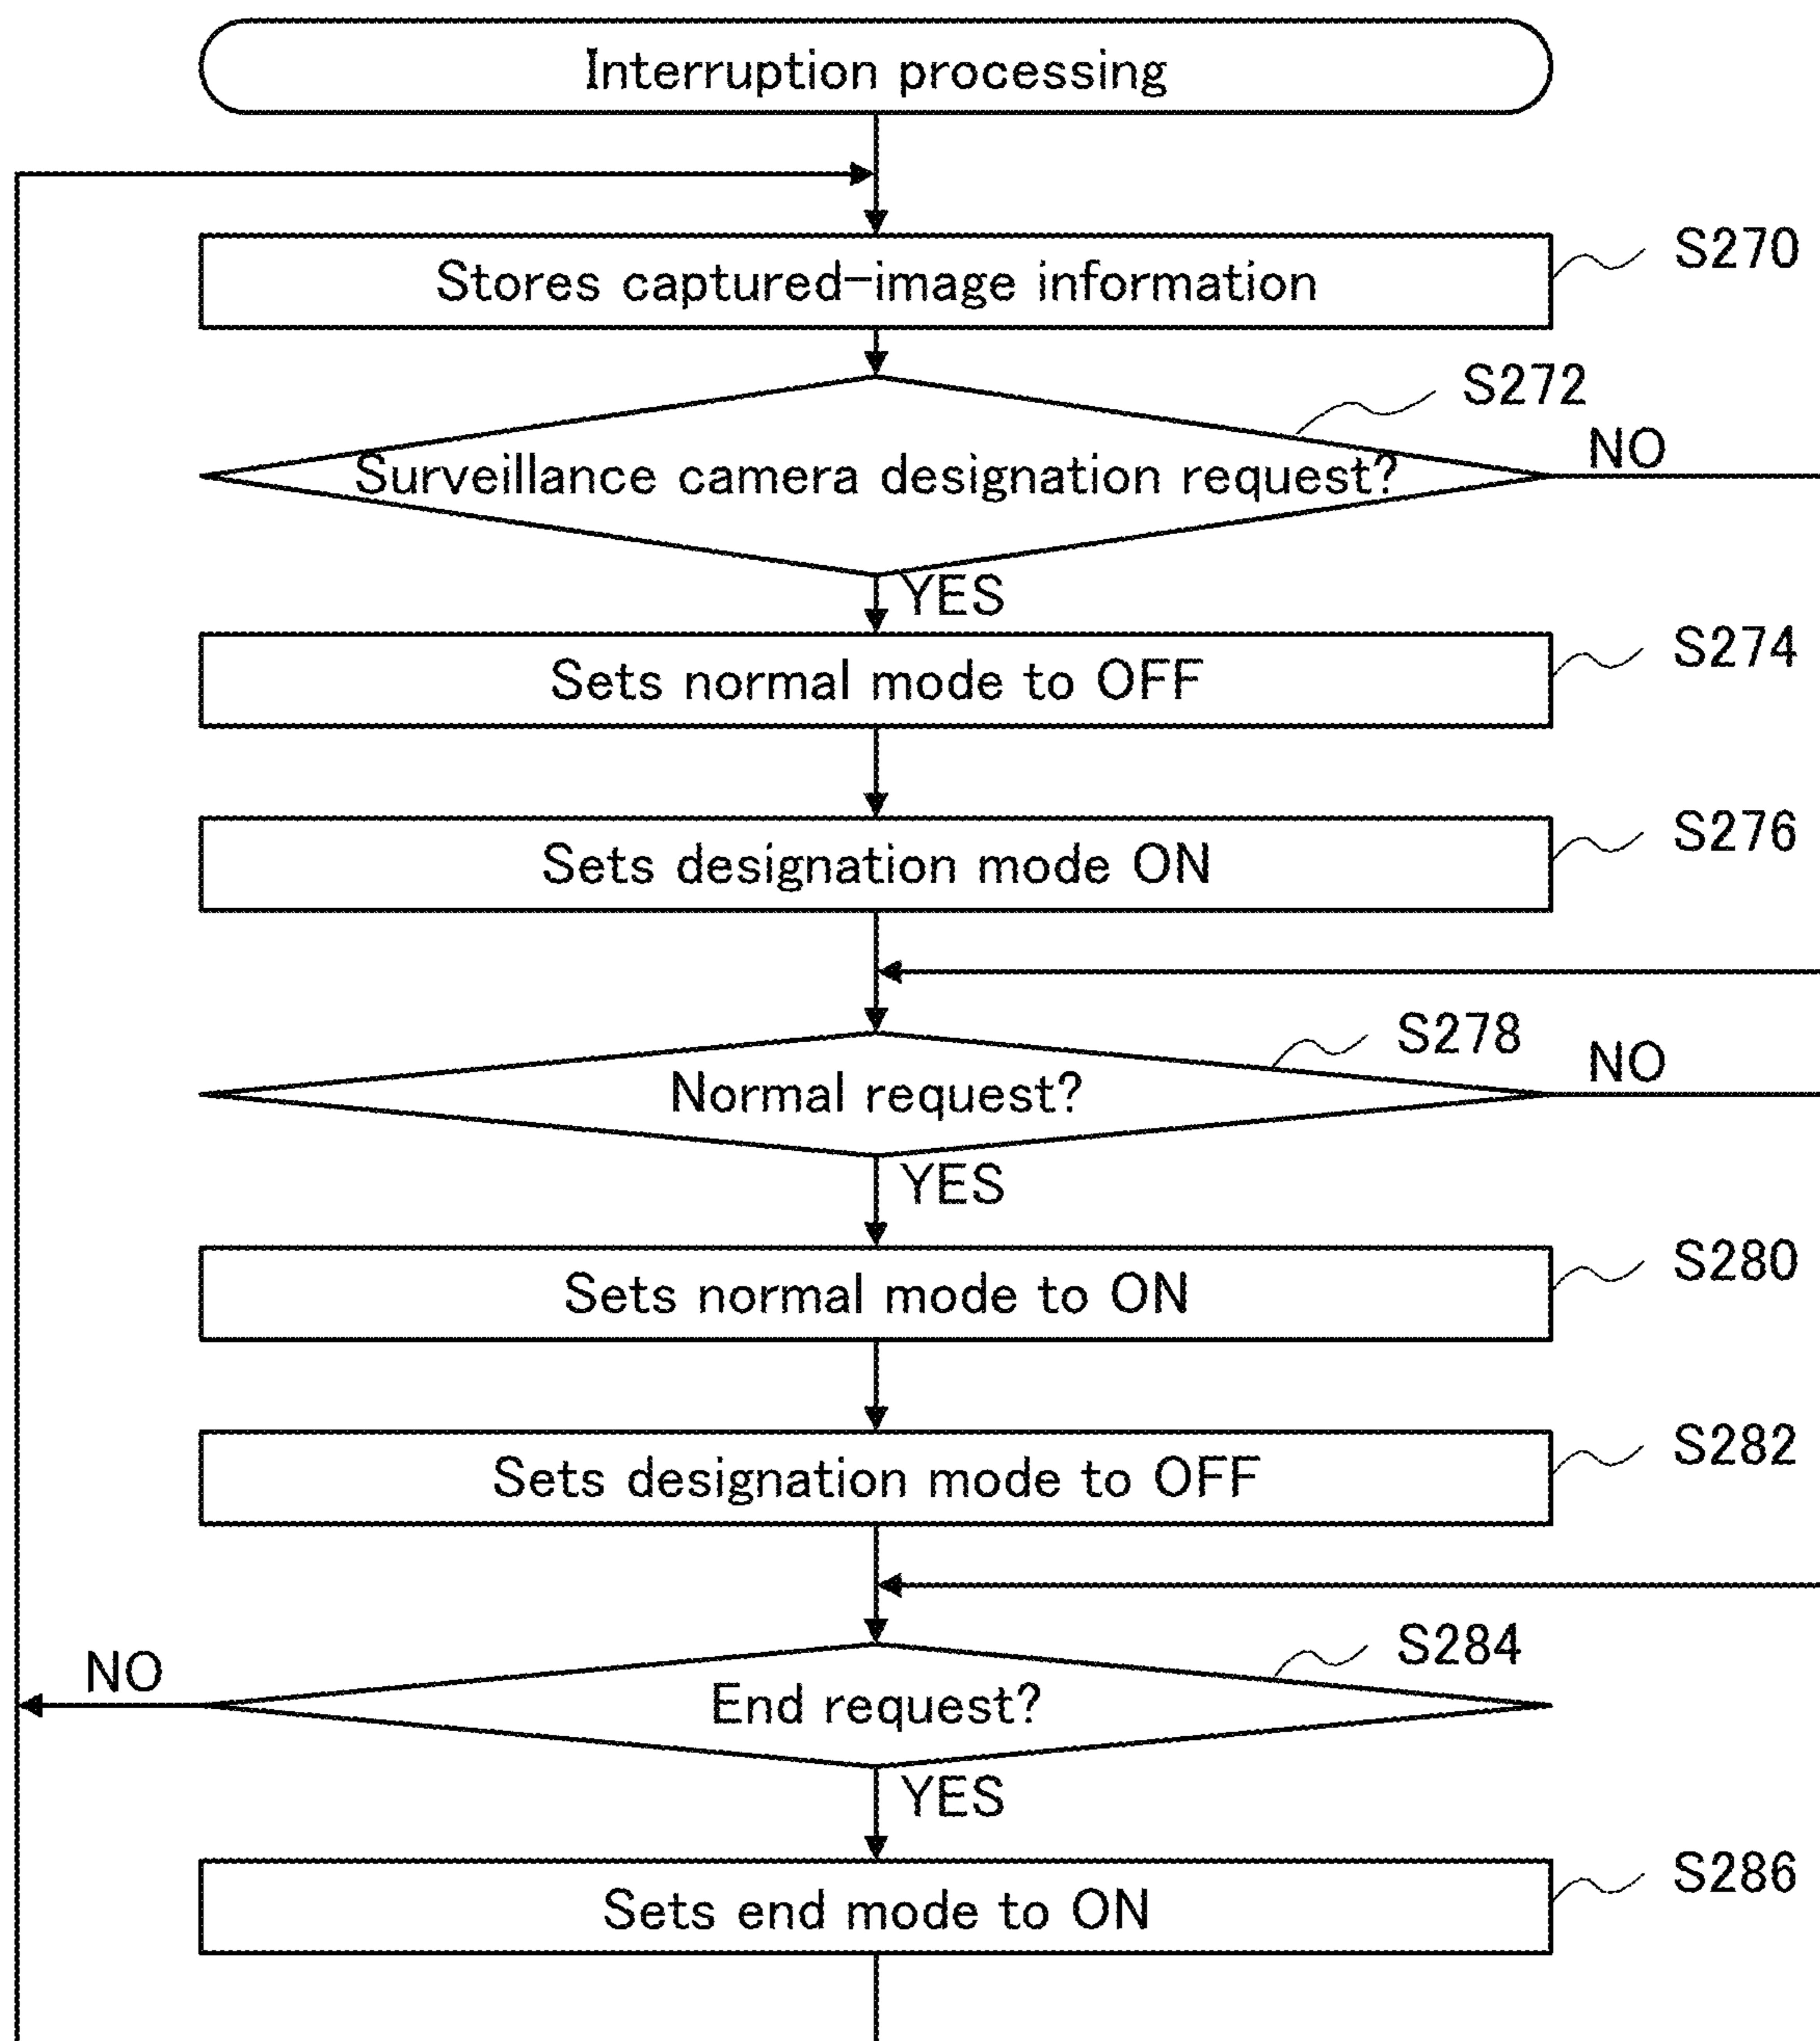 Interruption processing
Stores captured-image information
S270
S272
Surveillance camera designation request?
NO
YES
Sets normal mode to OFF
S274
Sets designation mode ON
S276
S278
Normal request?
NO
YES
Sets normal mode to ON
S280
Sets designation mode to OFF
S282
S284
NO
End request?
YES
Sets end mode to ON
S286